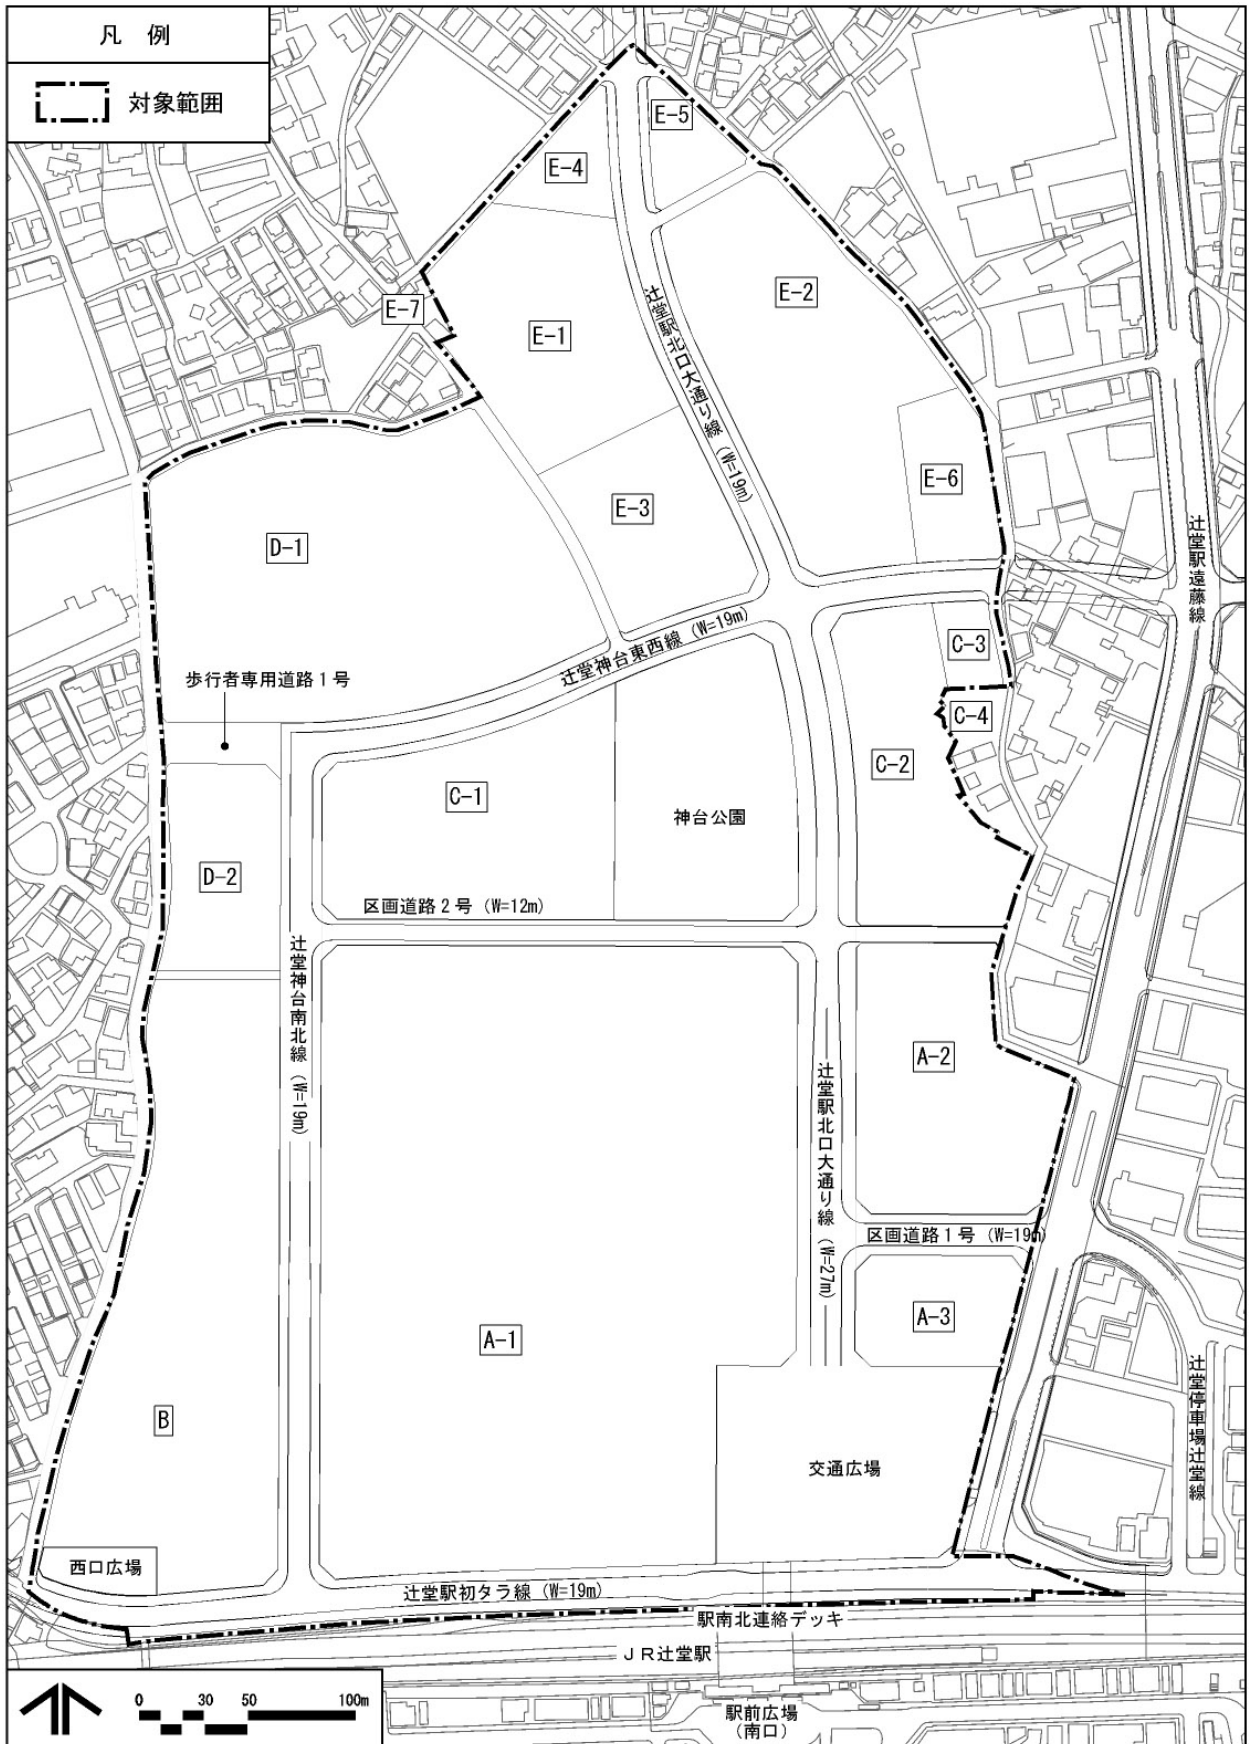 凡 例
対象範囲
E-5
E-4
E-2
E-7
E-1
辻堂駅北口大通り線 (W=19m)
E-6
E-3
D-1
辻堂駅遠藤線
辻堂神台東西線 (W=19m)
C-3
歩行者専用道路1号
C-4
C-2
C-1
神台公園
D-2
区画道路2号 (W=12m)
辻堂神台南北線 (W=19m)
A-2
辻堂駅北口大通り線 (W=27m)
区画道路1号 (W=19m)
A-3
A-1
辻堂停車場辻堂線
B
交通広場
西口広場
辻堂駅初タラ線 (W=19m)
駅南北連絡デッキ
JR辻堂駅
0 30 50 100m
駅前広場
(南口)